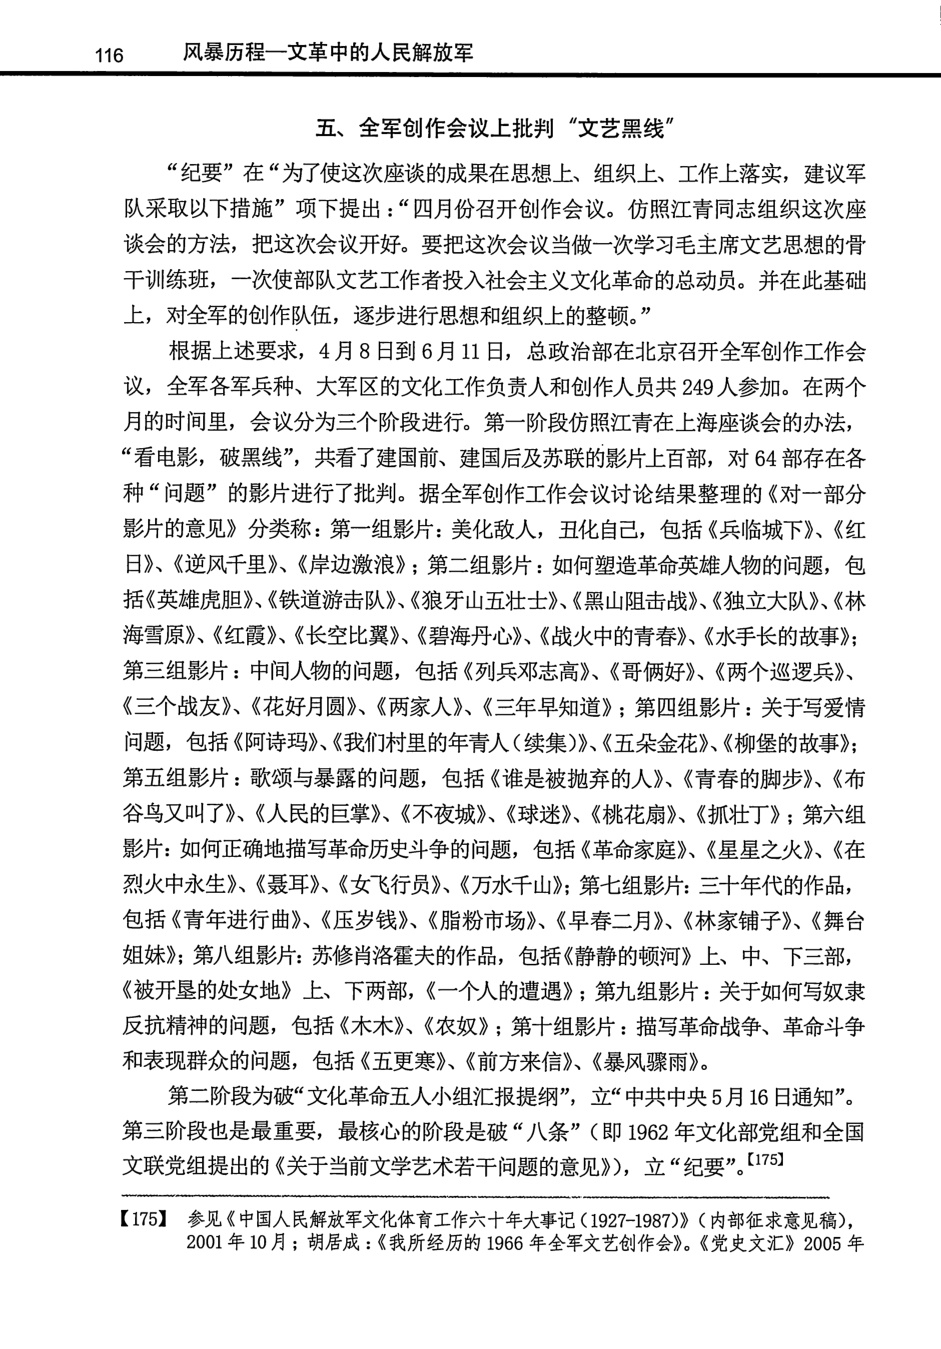 116 风暴历程—文革中的人民解放军
五、全军创作会议上批判“文艺黑线”
“纪要”在“为了使这次座谈的成果在思想上、组织上、工作上落实，建议军
队采取以下措施”项下提出：“四月份召开创作会议。仿照江青同志组织这次座
谈会的方法，把这次会议开好。要把这次会议当做一次学习毛主席文艺思想的骨
干训练班，一次使部队文艺工作者投入社会主义文化革命的总动员。并在此基础
上，对全军的创作队伍，逐步进行思想和组织上的整顿。”
根据上述要求，4月8日到6月11日，总政治部在北京召开全军创作工作会
议，全军各军兵种、大军区的文化工作负责人和创作人员共249人参加。在两个
月的时间里，会议分为三个阶段进行。第一阶段仿照江青在上海座谈会的办法，
“看电影，破黑线”，共看了建国前、建国后及苏联的影片上百部，对64部存在各
种“问题”的影片进行了批判。据全军创作工作会议讨论结果整理的《对一部分
影片的意见》分类称：第一组影片：美化敌人，丑化自己，包括《兵临城下》、《红
日》、《逆风千里》、《岸边激浪》；第二组影片：如何塑造革命英雄人物的问题，包
括《英雄虎胆》、《铁道游击队》、《狼牙山五壮士》、《黑山阻击战》、《独立大队》、《林
海雪原》、《红霞》、《长空比翼》、《碧海丹心》、《战火中的青春》、《水手长的故事》；
第三组影片：中间人物的问题，包括《列兵邓志高》、《哥俩好》、《两个巡逻兵》、
《三个战友》、《花好月圆》、《两家人》、《三年早知道》；第四组影片：关于写爱情
问题，包括《阿诗玛》、《我们村里的年青人（续集）》、《五朵金花》、《柳堡的故事》；
第五组影片：歌颂与暴露的问题，包括《谁是被抛弃的人》、《青春的脚步》、《布
谷鸟又叫了》、《人民的巨掌》、《不夜城》、《球迷》、《桃花扇》、《抓壮丁》；第六组
影片：如何正确地描写革命历史斗争的问题，包括《革命家庭》、《星星之火》、《在
烈火中永生》、《聂耳》、《女飞行员》、《万水千山》；第七组影片：三十年代的作品，
包括《青年进行曲》、《压岁钱》、《脂粉市场》、《早春二月》、《林家铺子》、《舞台
姐妹》；第八组影片：苏修肖洛霍夫的作品，包括《静静的顿河》上、中、下三部，
《被开垦的处女地》上、下两部，《一个人的遭遇》；第九组影片：关于如何写奴隶
反抗精神的问题，包括《木木》、《农奴》；第十组影片：描写革命战争、革命斗争
和表现群众的问题，包括《五更寒》、《前方来信》、《暴风骤雨》。
第二阶段为破“文化革命五人小组汇报提纲”，立“中共中央5月16日通知”。
第三阶段也是最重要，最核心的阶段是破“八条”（即1962年文化部党组和全国
文联党组提出的《关于当前文学艺术若干问题的意见》），立“纪要”。【175】
【175】 参见《中国人民解放军文化体育工作六十年大事记（1927-1987）》（内部征求意见稿），
2001年10月；胡居成：《我所经历的1966年全军文艺创作会》。《党史文汇》2005年